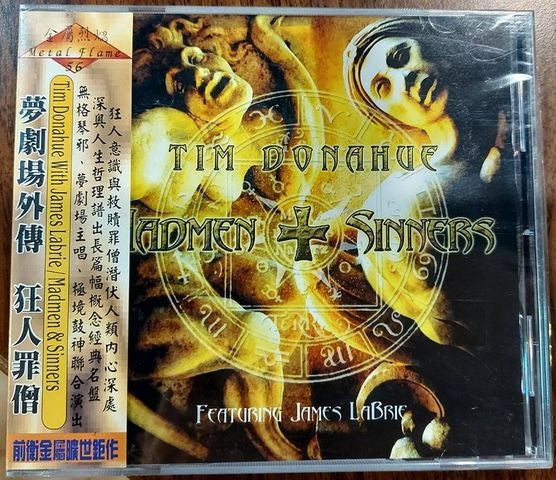 金屬烈焰
Metal Flame
56
狂人意識與救贖罪僧潛伏人類內心深處
深與人生哲理譜出長篇幅概念經典名盤
無格琴邪、夢劇場主唱、極境鼓神聯合演出
Tim Donahue With James Labrie/Madmen & Sinners
夢劇場外傳 狂人罪僧
前衛金屬曠世鉅作
TIM DONAHUE
MADMEN + SINNERS
FEATURING JAMES LABRIE